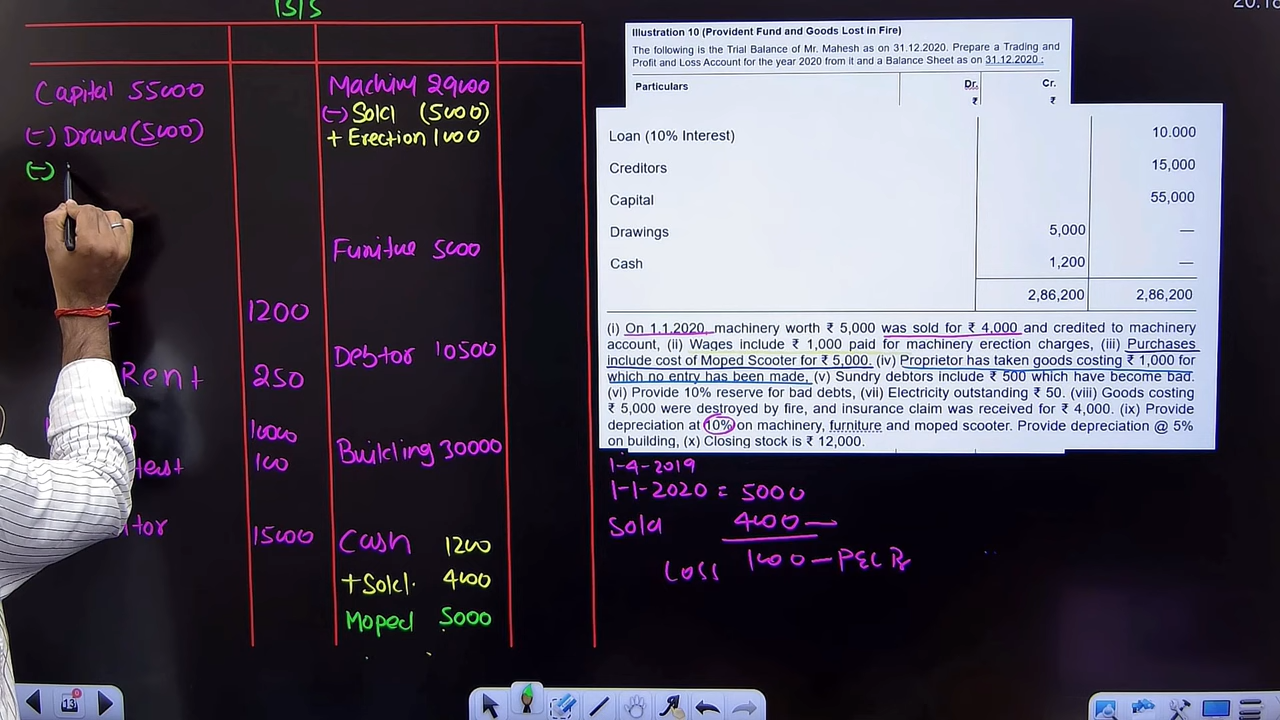 B/S
20:18
Capital 55000
(-) Draw (5000)
(-)
1200
Rent 250
10000
100
15000
Machinery 29000
(-) Sold (5000)
+ Erection 1000
Furniture 5000
Debtor 10500
Building 30000
Cash 1200
+ Sold. 4000
Moped 5000
Illustration 10 (Provident Fund and Goods Lost in Fire)
The following is the Trial Balance of Mr. Mahesh as on 31.12.2020. Prepare a Trading and
Profit and Loss Account for the year 2020 from it and a Balance Sheet as on 31.12.2020 :
Particulars Dr. Cr.
₹ ₹
Loan (10% Interest) 10.000
Creditors 15,000
Capital 55,000
Drawings 5,000 —
Cash 1,200 —
2,86,200 2,86,200
(i) On 1.1.2020, machinery worth ₹ 5,000 was sold for ₹ 4,000 and credited to machinery
account, (ii) Wages include ₹ 1,000 paid for machinery erection charges, (iii) Purchases
include cost of Moped Scooter for ₹ 5,000. (iv) Proprietor has taken goods costing ₹ 1,000 for
which no entry has been made, (v) Sundry debtors include ₹ 500 which have become bad.
(vi) Provide 10% reserve for bad debts, (vii) Electricity outstanding ₹ 50. (viii) Goods costing
₹ 5,000 were destroyed by fire, and insurance claim was received for ₹ 4,000. (ix) Provide
depreciation at 10% on machinery, furniture and moped scooter. Provide depreciation @ 5%
on building, (x) Closing stock is ₹ 12,000.
1-4-2019
1-1-2020 = 5000
Sold 4000
Loss 1000 - P&L Dr
13